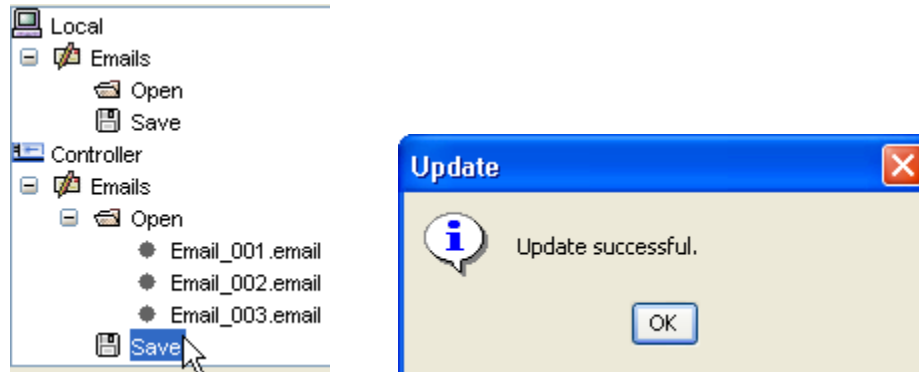 Local
Emails
Open
Save
Controller
Emails
Open
Email_001.email
Email_002.email
Email_003.email
Save
Update
Update successful.
OK